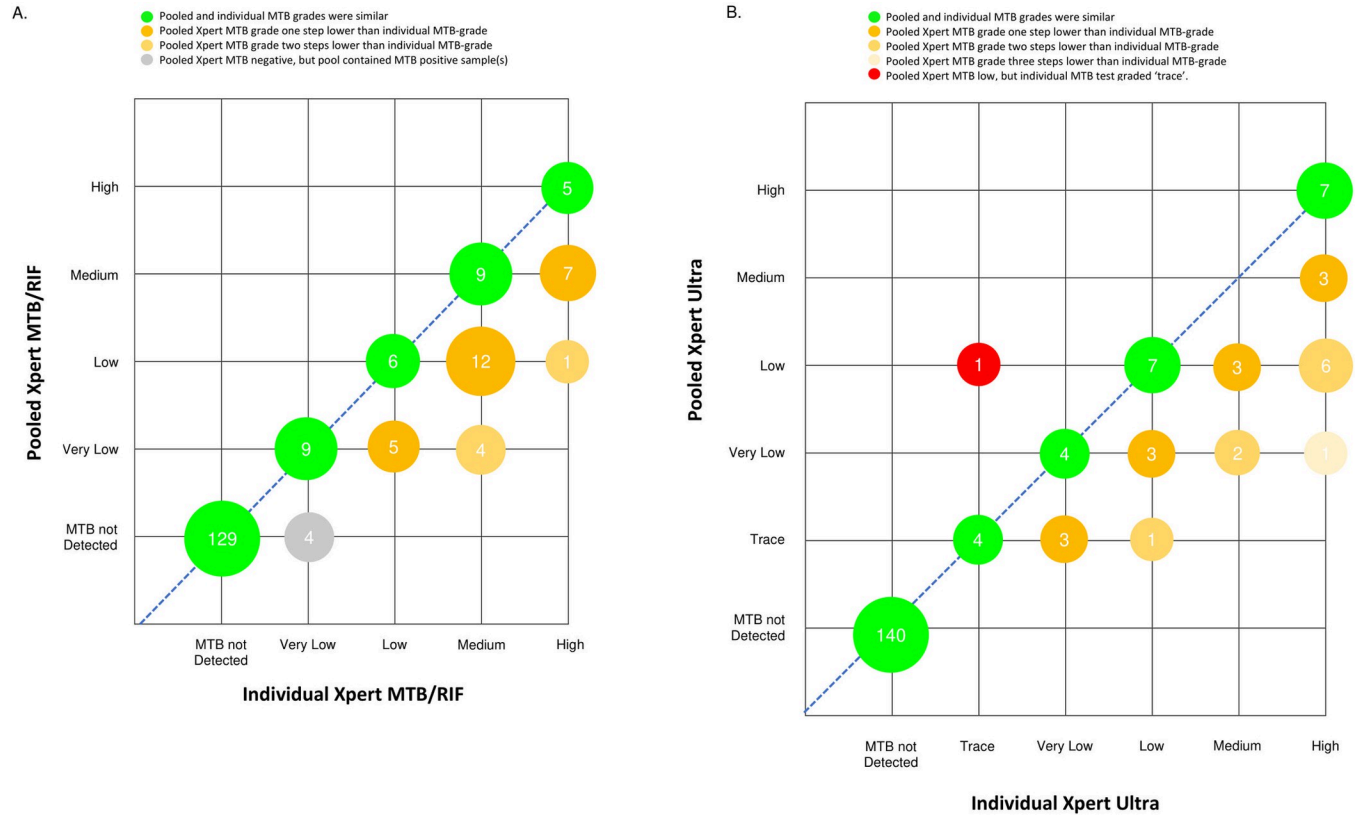 A.
Pooled and individual MTB grades were similar
Pooled Xpert MTB grade one step lower than individual MTB-grade
Pooled Xpert MTB grade two steps lower than individual MTB-grade
Pooled Xpert MTB negative, but pool contained MTB positive sample(s)
High
5
Medium
9
7
Pooled Xpert MTB/RIF
Low
6
12
1
Very Low
9
5
4
MTB not
Detected
129
4
MTB not
Detected
Very Low
Low
Medium
High
Individual Xpert MTB/RIF
B.
Pooled and individual MTB grades were similar
Pooled Xpert MTB grade one step lower than individual MTB-grade
Pooled Xpert MTB grade two steps lower than individual MTB-grade
Pooled Xpert MTB grade three steps lower than individual MTB-grade
Pooled Xpert MTB low, but individual MTB test graded ‘trace’.
High
7
Medium
3
Pooled Xpert Ultra
Low
1
7
3
6
Very Low
4
3
2
1
Trace
4
3
1
MTB not
Detected
140
MTB not
Detected
Trace
Very Low
Low
Medium
High
Individual Xpert Ultra